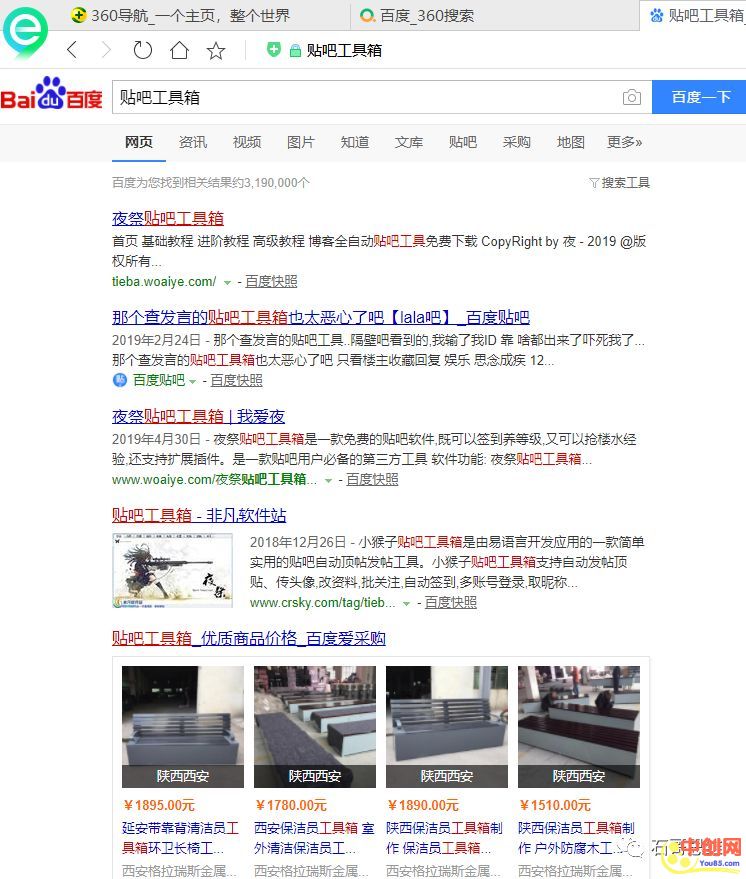 360导航_一个主页，整个世界
百度_360搜索
贴吧工具箱_
贴吧工具箱
Bai du 百度
贴吧工具箱
百度一下
网页 资讯 视频 图片 知道 文库 贴吧 采购 地图 更多»
百度为您找到相关结果约3,190,000个
搜索工具
夜祭贴吧工具箱
首页 基础教程 进阶教程 高级教程 博客全自动贴吧工具免费下载 CopyRight by 夜 - 2019 @版
权所有...
tieba.woaiye.com/ - 百度快照
那个查发言的贴吧工具箱也太恶心了吧【lala吧】_百度贴吧
2019年2月24日 - 那个查发言的贴吧工具..隔壁吧看到的,我输了我ID 靠 啥都出来了吓死我了...
那个查发言的贴吧工具箱也太恶心了吧 只看楼主收藏回复 娱乐 思念成疾 12...
百度贴吧 - 百度快照
夜祭贴吧工具箱 | 我爱夜
2019年4月30日 - 夜祭贴吧工具箱是一款免费的贴吧软件,既可以签到养等级,又可以抢楼水经
验,还支持扩展插件。是一款贴吧用户必备的第三方工具 软件功能: 夜祭贴吧工具箱...
www.woaiye.com/夜祭贴吧工具箱... - 百度快照
贴吧工具箱 - 非凡软件站
2018年12月26日 - 小猴子贴吧工具箱是由易语言开发应用的一款简单
实用的贴吧自动顶帖发帖工具。小猴子贴吧工具箱支持自动发帖顶
贴、传头像,改资料,批关注,自动签到,多账号登录,取昵称...
www.crsky.com/tag/tieb... - 百度快照
夜祭
贴吧工具箱_优质商品价格_百度爱采购
陕西西安 陕西西安 陕西西安 陕西西安
￥1895.00元 ￥1780.00元 ￥1890.00元 ￥1510.00元
延安带靠背清洁员工 西安保洁员工具箱 室 陕西保洁员工具箱制 陕西保洁员工具箱制
具箱环卫长椅工... 外清洁保洁员工... 作 保洁员工具箱... 作 户外防腐木工...
西安格拉瑞斯金属... 西安格拉瑞斯金属... 西安格拉瑞斯金属...
中创网
You85.com